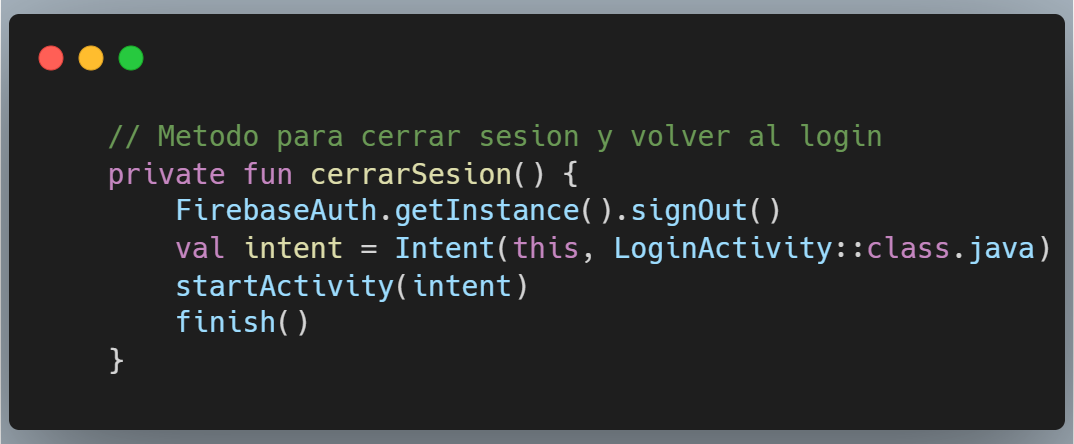 // Metodo para cerrar sesion y volver al login
private fun cerrarSesion() {
    FirebaseAuth.getInstance().signOut()
    val intent = Intent(this, LoginActivity::class.java)
    startActivity(intent)
    finish()
}